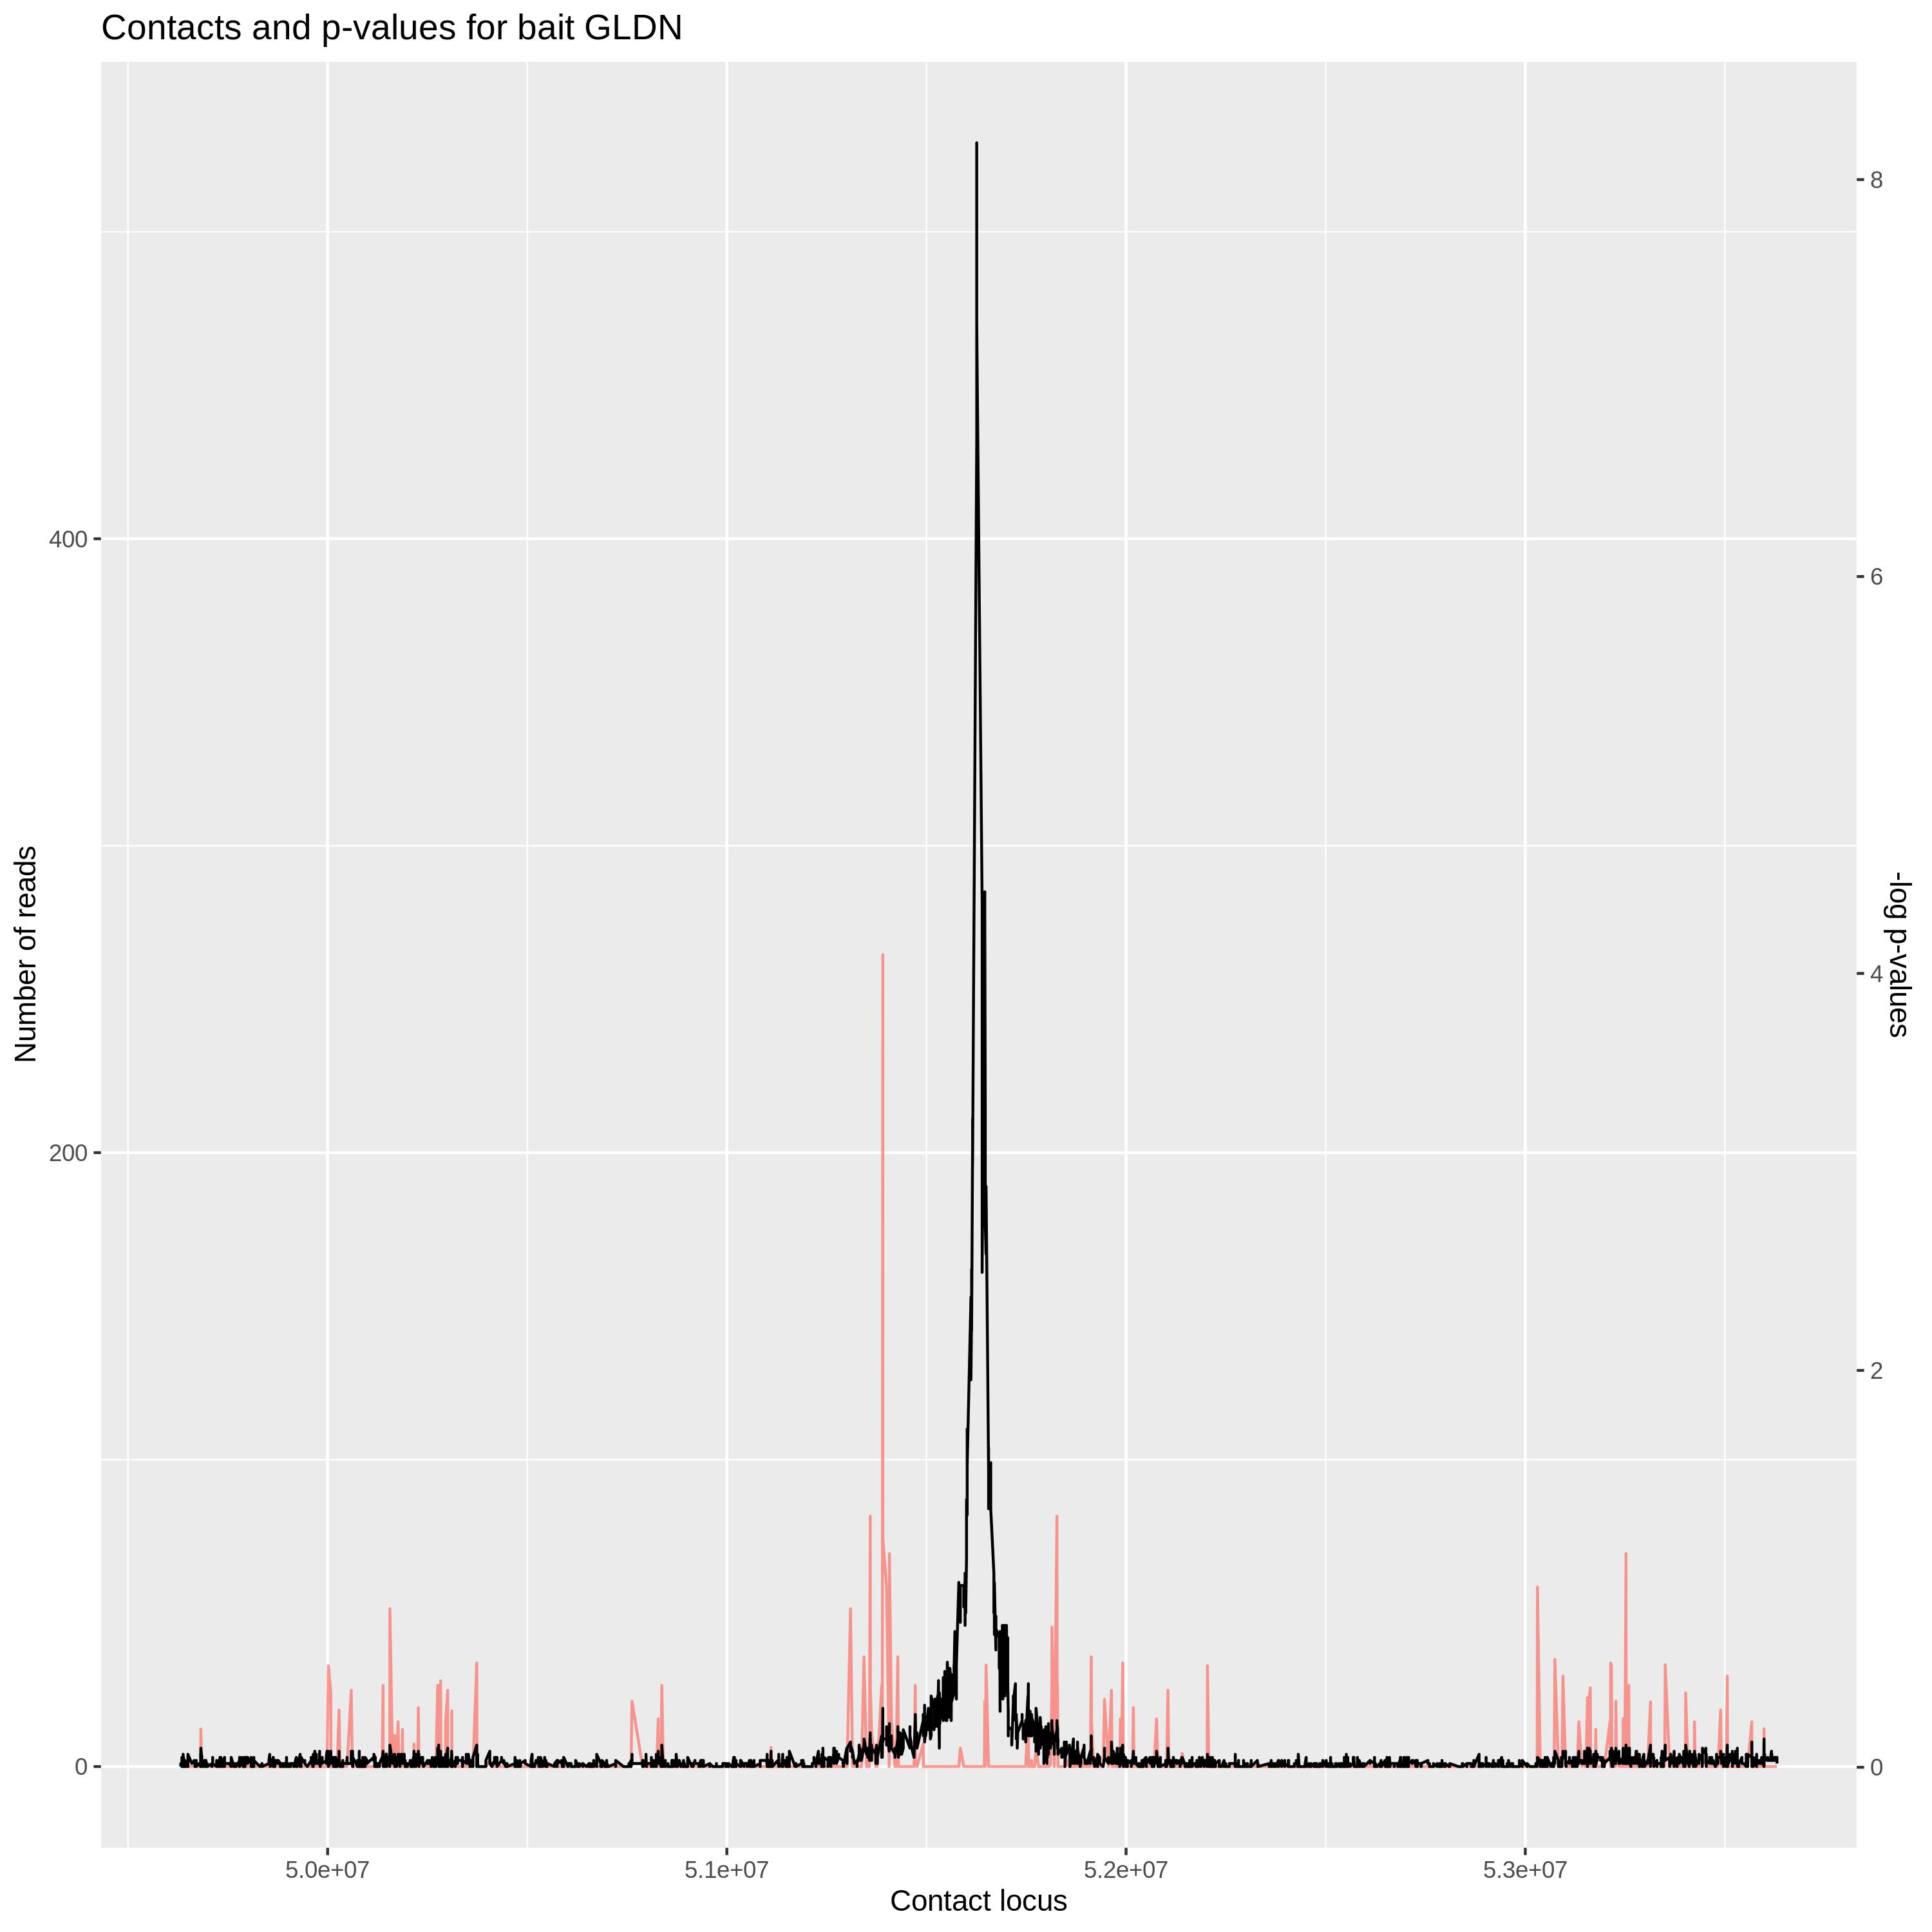 Contacts and p-values for bait GLDN
8
400
6
Number of reads
-log p-values
4
200
2
0
0
5.0e+07
5.1e+07
5.2e+07
5.3e+07
Contact locus